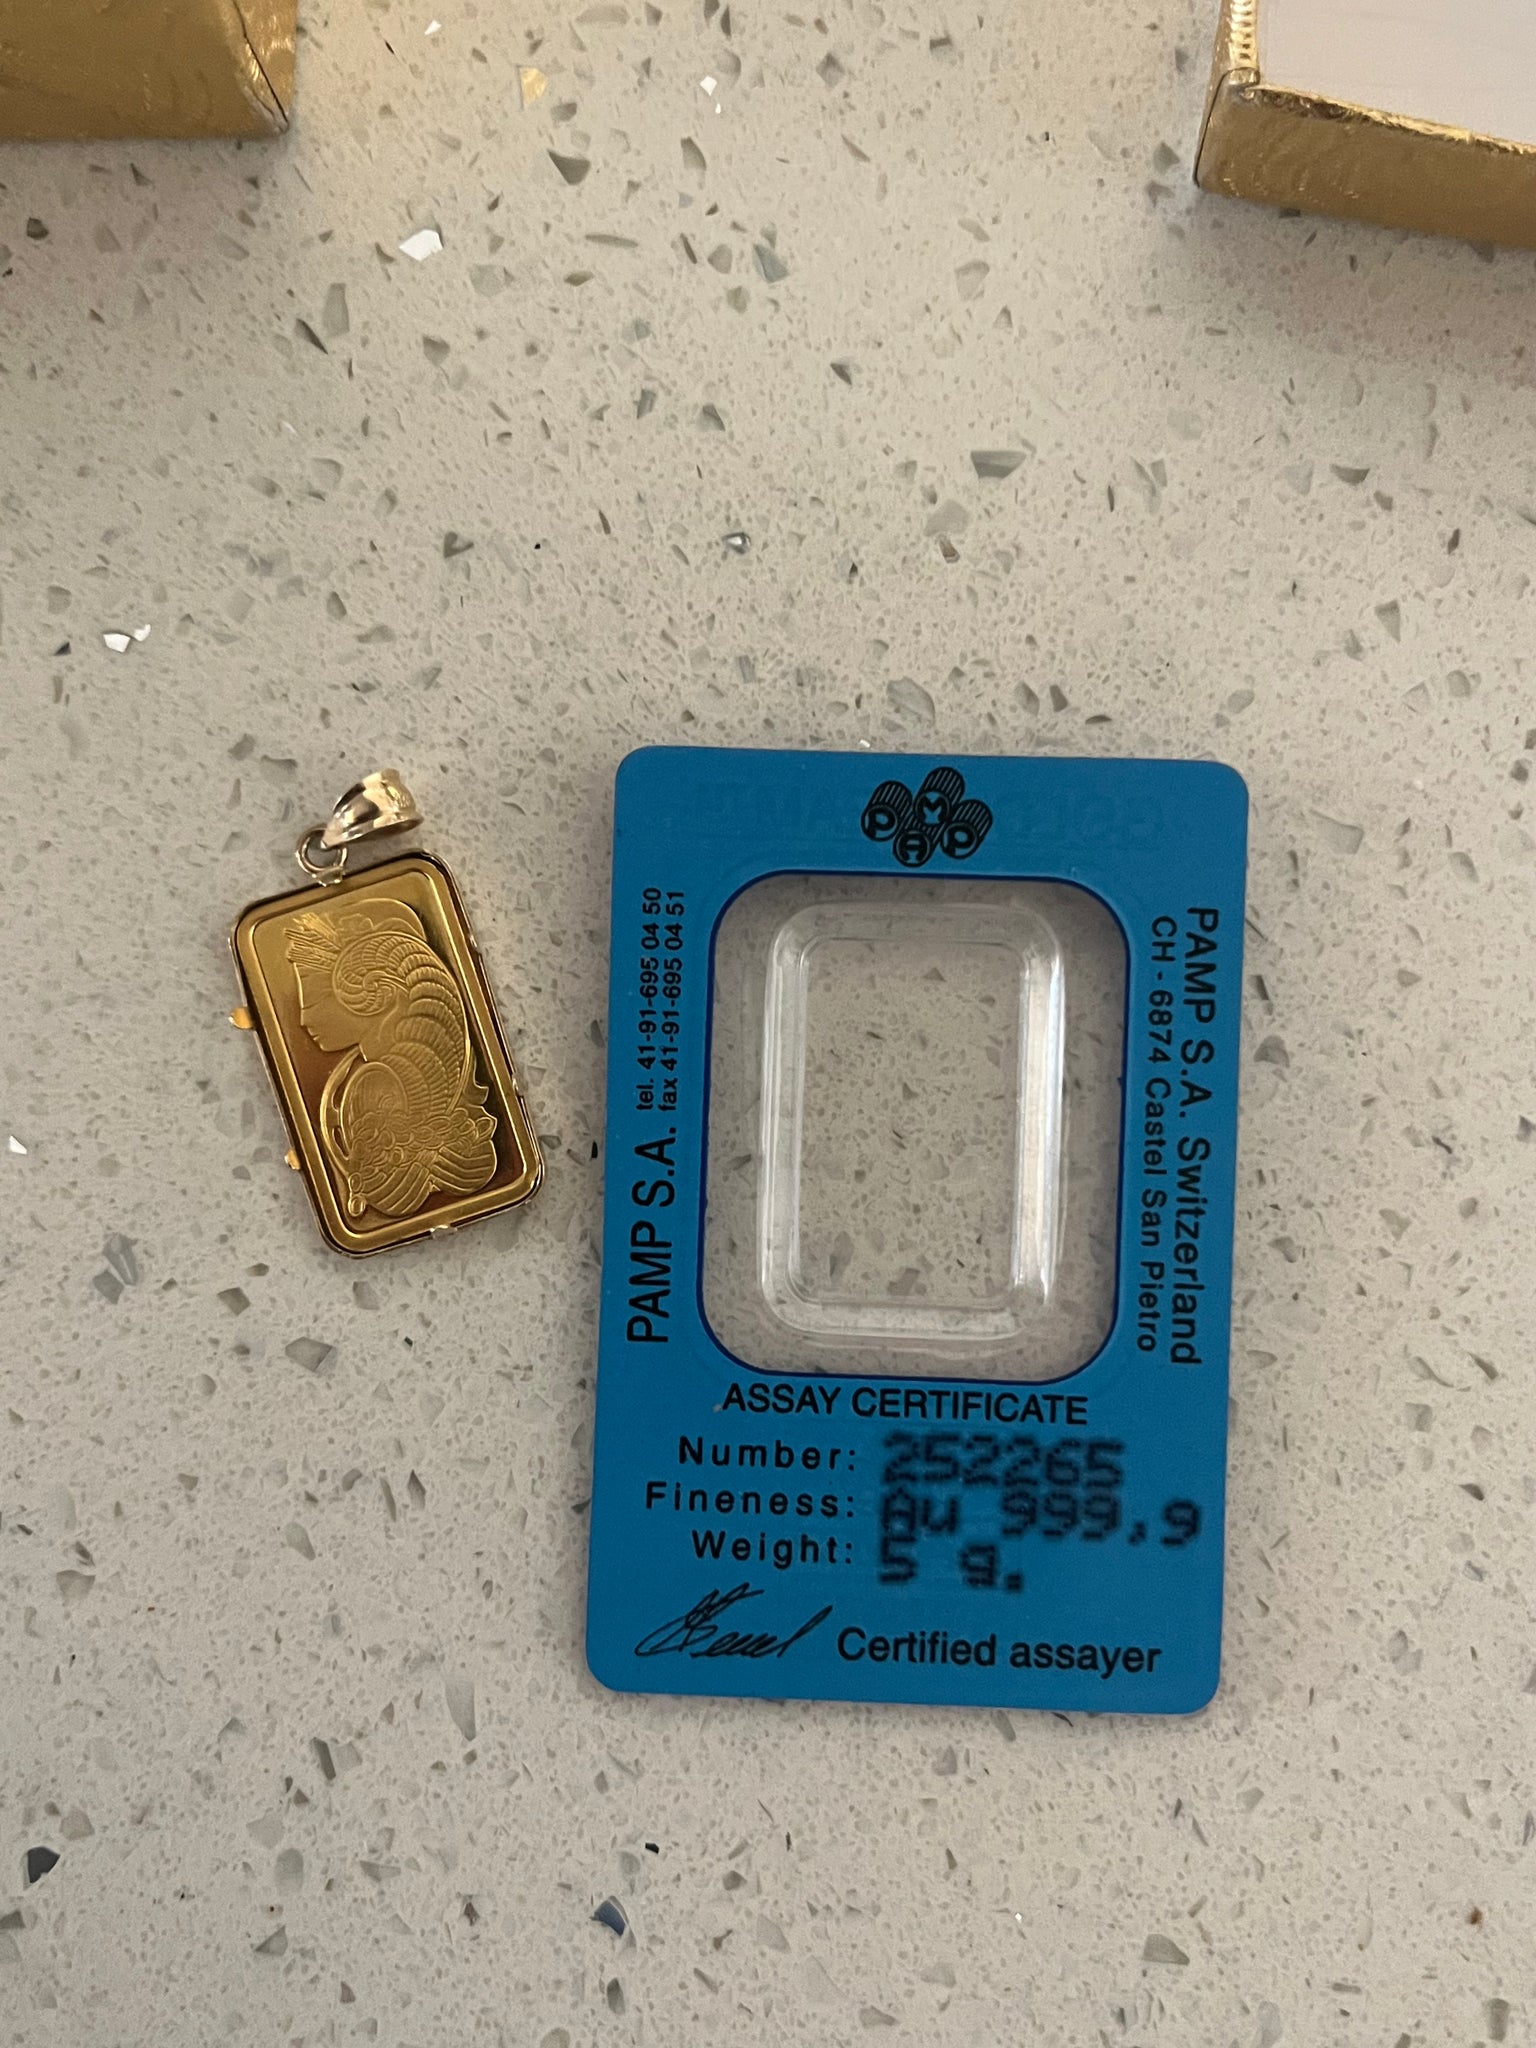 P A M P
PAMP S.A. tel. 41-91-695 04 50
fax 41-91-695 04 51
PAMP S.A. Switzerland
CH - 6874 Castel San Pietro
ASSAY CERTIFICATE
Number: 252265
Fineness: Au 999,9
Weight: 5 g.
Certified assayer